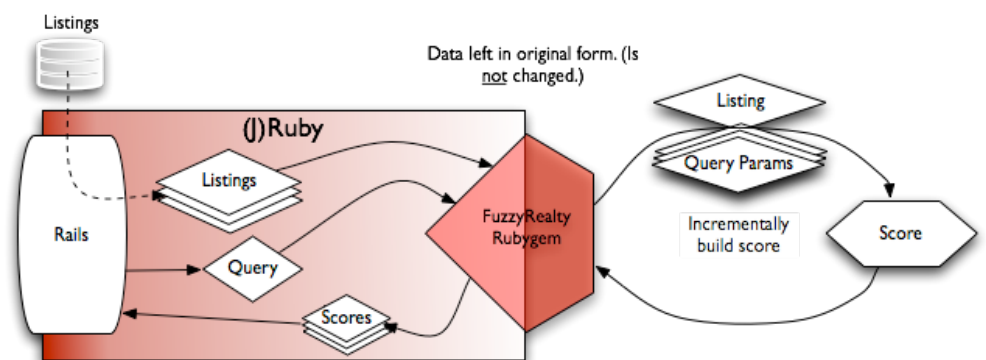 Listings
Data left in original form. (Is
not changed.)
(J)Ruby
Listing
Listings
Query Params
FuzzyRealty
Rubygem
Rails
Incrementally
build score
Score
Query
Scores